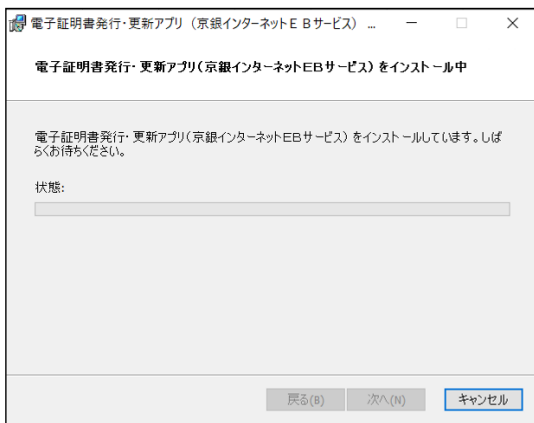 電子証明書発行・更新アプリ（京銀インターネットＥＢサービス） ...
電子証明書発行・更新アプリ（京銀インターネットＥＢサービス）をインストール中
電子証明書発行・更新アプリ（京銀インターネットＥＢサービス）をインストールしています。しば
らくお待ちください。
状態:
戻る(B) 次へ(N) キャンセル